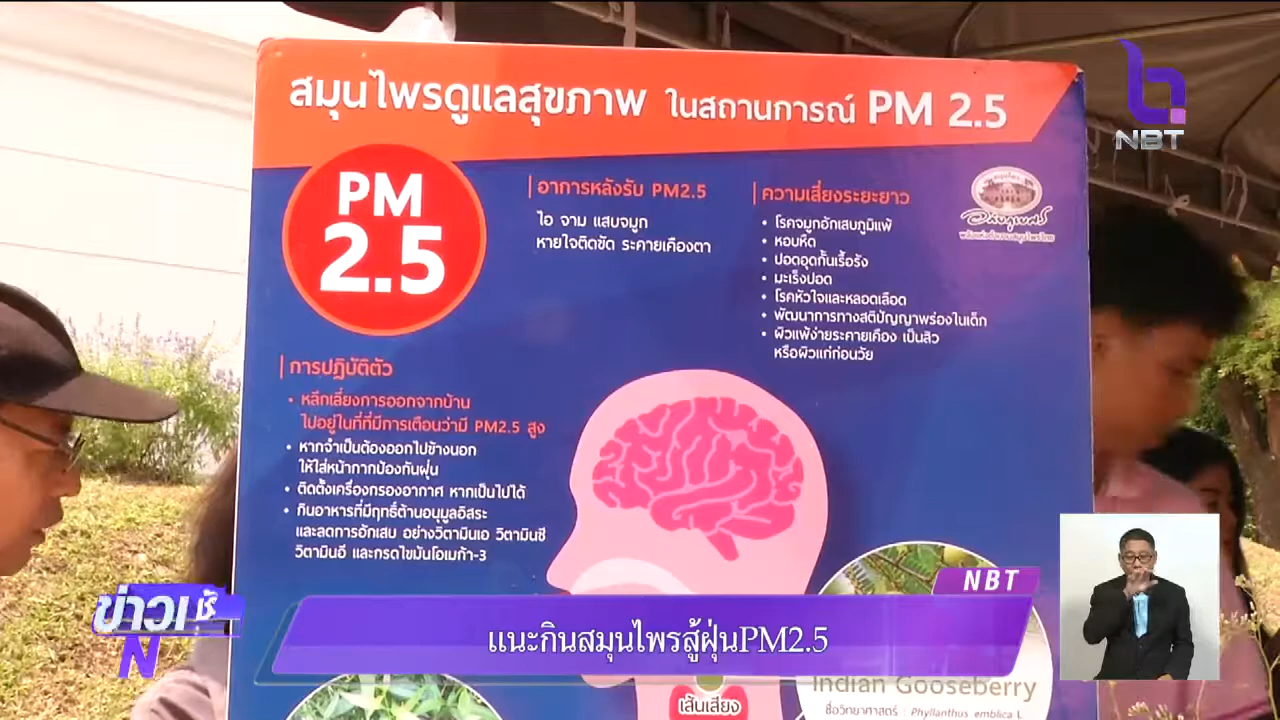 สมุนไพรดูแลสุขภาพ ในสถานการณ์ PM 2.5
NBT
PM
2.5
อาการหลังรับ PM2.5
ไอ จาม แสบจมูก
หายใจติดขัด ระคายเคืองตา
ความเสี่ยงระยะยาว
• โรคจมูกอักเสบภูมิแพ้
• หอบหืด
• ปอดอุดกั้นเรื้อรัง
• มะเร็งปอด
• โรคหัวใจและหลอดเลือด
• พัฒนาการทางสติปัญญาพร่องในเด็ก
• ผิวแพ้ง่ายระคายเคือง เป็นสิว
หรือผิวแก่ก่อนวัย
อภัยภูเบศร
การปฏิบัติตัว
• หลีกเลี่ยงการออกจากบ้าน
ไปอยู่ในที่ที่มีการเตือนว่ามี PM2.5 สูง
• หากจำเป็นต้องออกไปข้างนอก
ให้ใส่หน้ากากป้องกันฝุ่น
• ติดตั้งเครื่องกรองอากาศ หากเป็นไปได้
• กินอาหารที่มีฤทธิ์ต้านอนุมูลอิสระ
และลดการอักเสบ อย่างวิตามินเอ วิตามินซี
วิตามินอี และกรดไขมันโอเมก้า-3
NBT
ข่าวเช้า
N
แนะกินสมุนไพรสู้ฝุ่นPM2.5
เส้นเสียง
Indian Gooseberry
ชื่อวิทยาศาสตร์ : Phyllanthus emblica L.